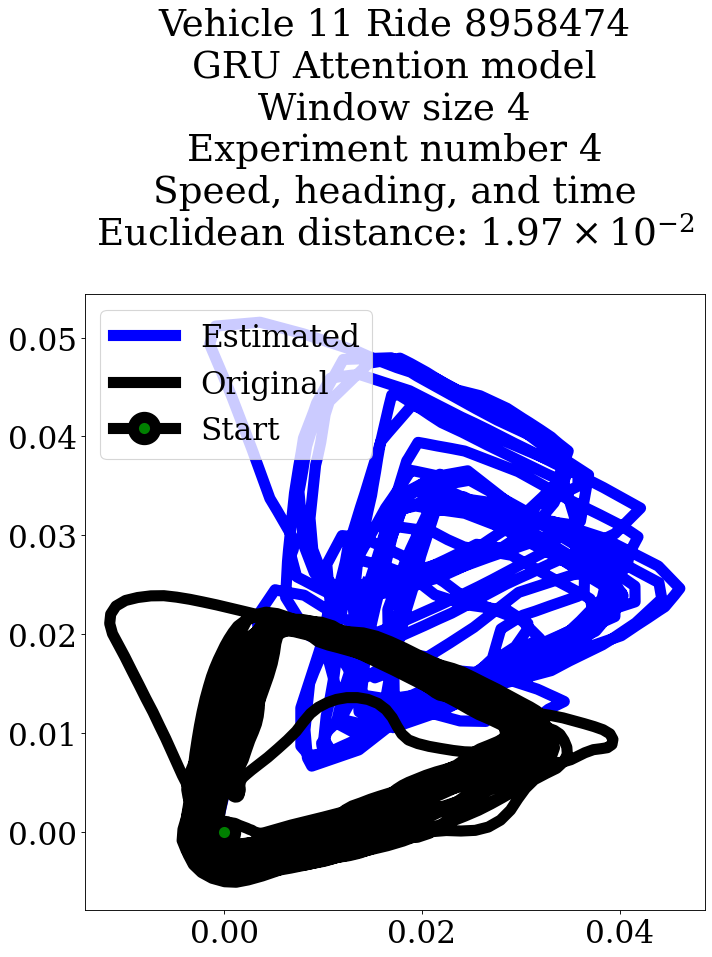 Vehicle 11 Ride 8958474
GRU Attention model
Window size 4
Experiment number 4
Speed, heading, and time
Euclidean distance: 1.97 × 10⁻²
Estimated
Original
Start
0.05
0.04
0.03
0.02
0.01
0.00
0.00 0.02 0.04